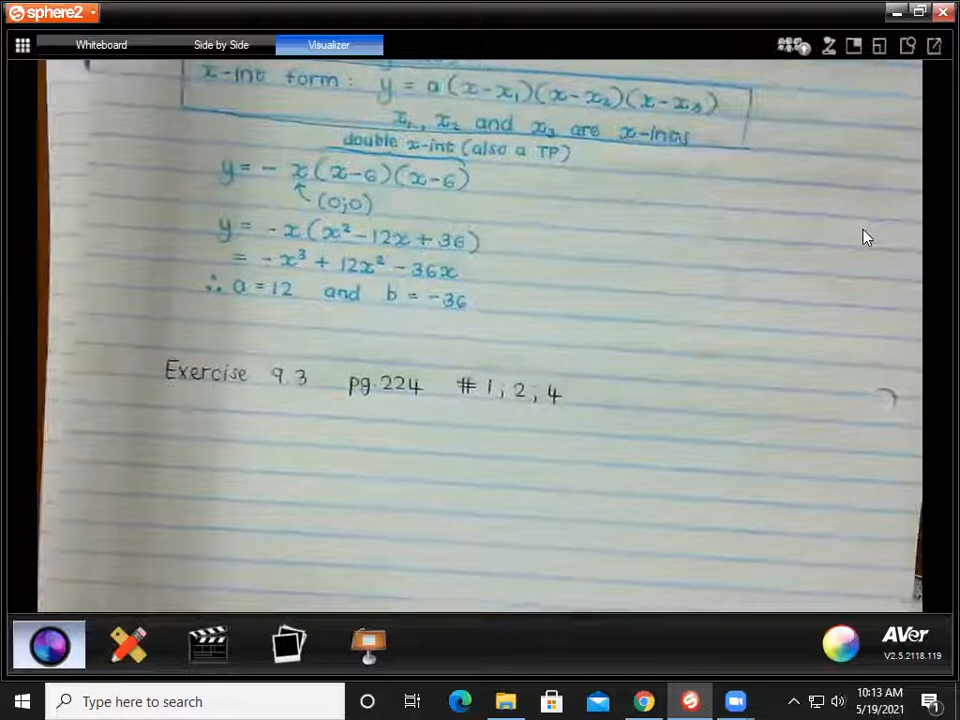 sphere2
Whiteboard Side by Side Visualizer
x-int form: y = a(x-x₁)(x-x₂)(x-x₃)
x₁, x₂ and x₃ are x-ints
double x-int (also a TP)
y = - x(x-6)(x-6)
(0;0)
y = -x(x²-12x+36)
= -x³ + 12x² - 36x
∴ a = 12 and b = -36
Exercise 9.3 pg.224 # 1; 2; 4
AVer
V2.5.2118.119
Type here to search
10:13 AM
5/19/2021
1